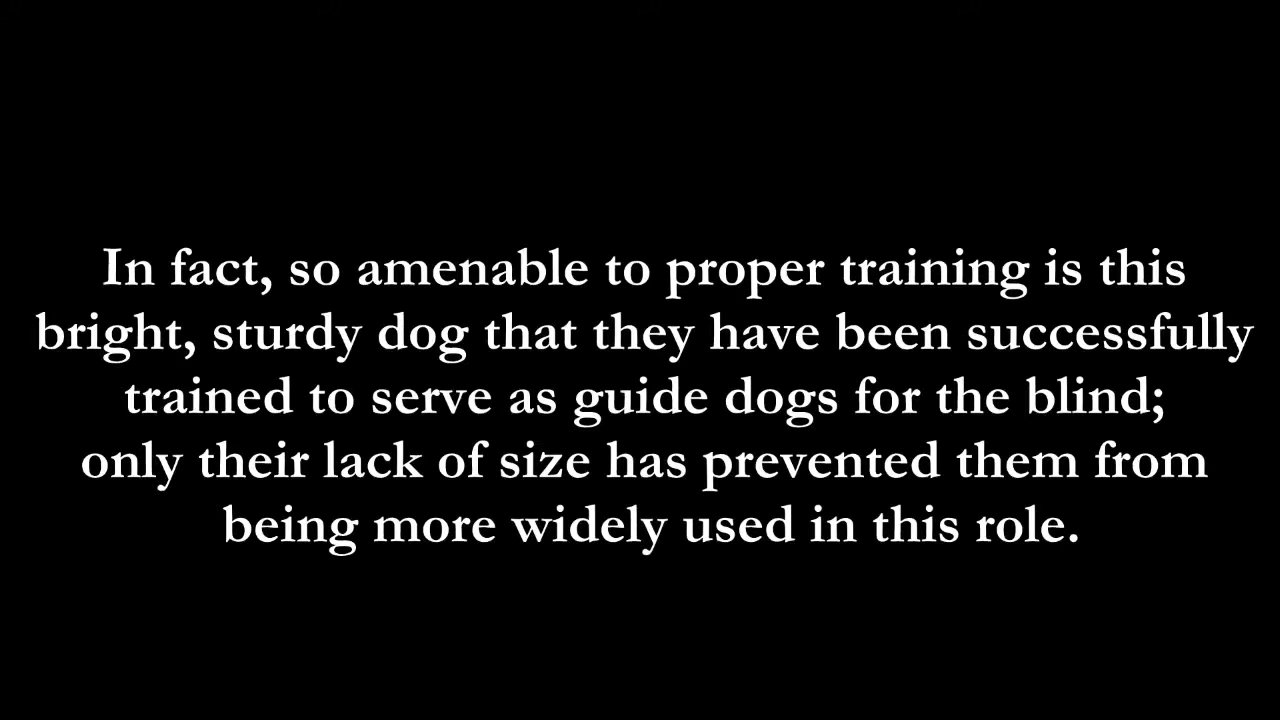 In fact, so amenable to proper training is this
bright, sturdy dog that they have been successfully
trained to serve as guide dogs for the blind;
only their lack of size has prevented them from
being more widely used in this role.